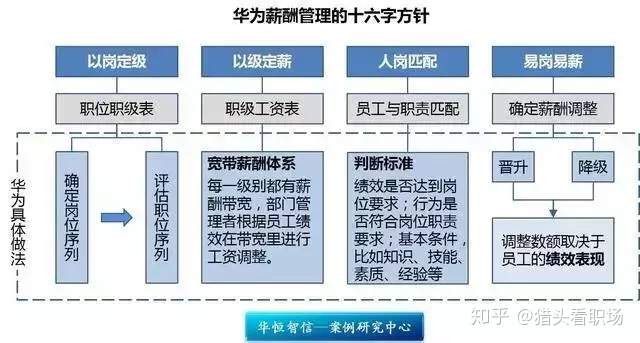 华为薪酬管理的十六字方针
以岗定级
以级定薪
人岗匹配
易岗易薪
职位职级表
职级工资表
员工与职责匹配
确定薪酬调整
华为具体做法
确定岗位序列
评估职位序列
宽带薪酬体系
每一级别都有薪
酬带宽，部门管
理者根据员工绩
效在带宽里进行
工资调整。
判断标准
绩效是否达到岗
位要求；行为是
否符合岗位职责
要求；基本条件，
比如知识、技能、
素质、经验等
晋升
降级
调整数额取决于
员工的绩效表现
华恒智信—案例研究中心
知乎 @猎头看职场